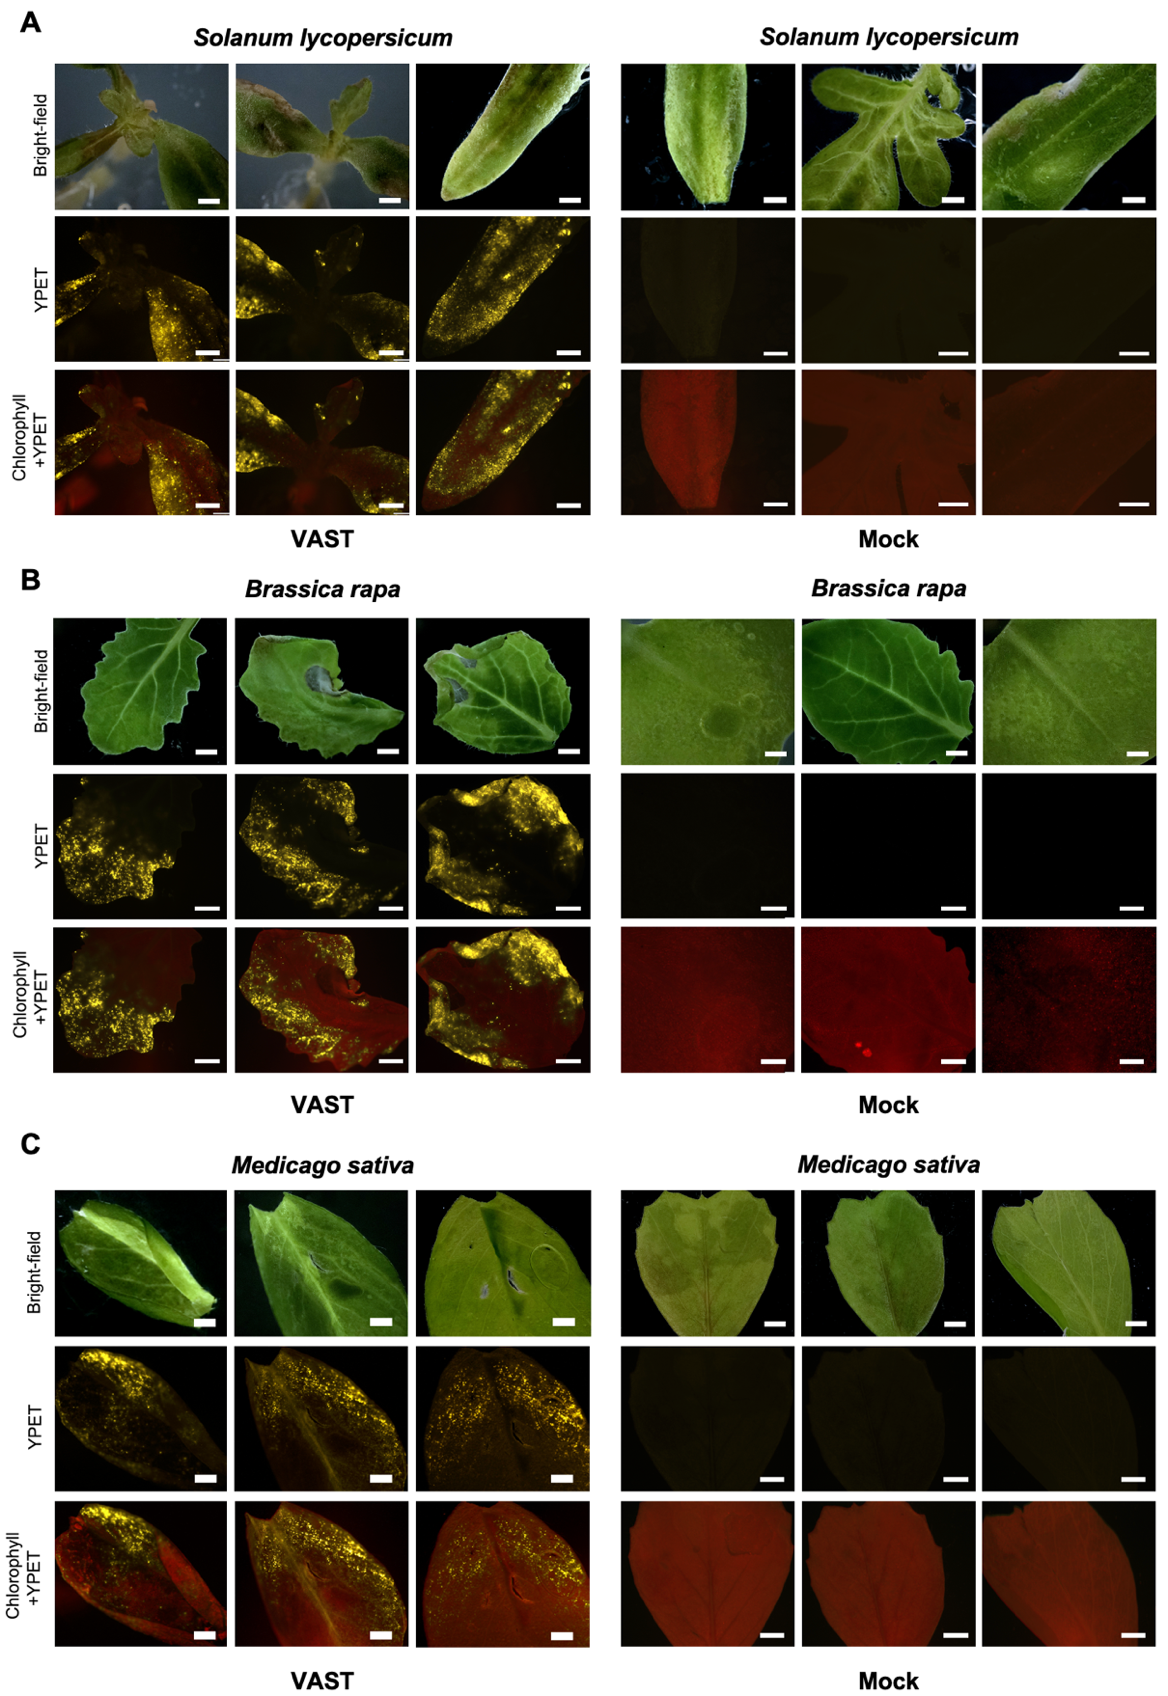 A
Solanum lycopersicum
Solanum lycopersicum
Bright-field
YPET
Chlorophyll
+YPET
VAST
Mock
B
Brassica rapa
Brassica rapa
Bright-field
YPET
Chlorophyll
+YPET
VAST
Mock
C
Medicago sativa
Medicago sativa
Bright-field
YPET
Chlorophyll
+YPET
VAST
Mock